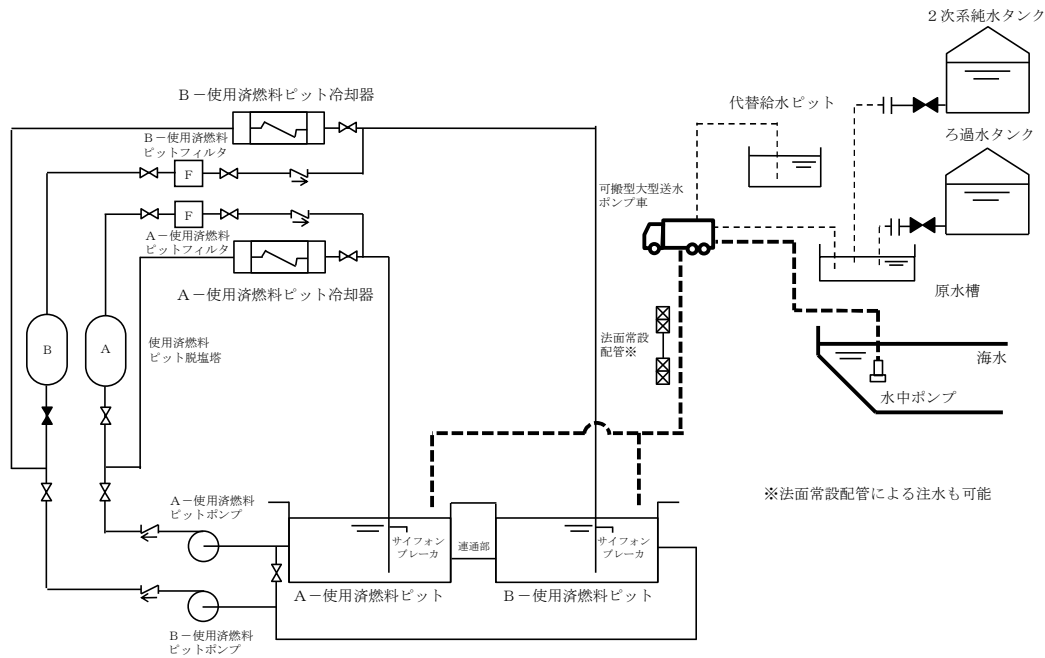 ２次系純水タンク
B－使用済燃料ピット冷却器
代替給水ピット
B－使用済燃料
ピットフィルタ
ろ過水タンク
F
可搬型大型送水
ポンプ車
F
A－使用済燃料
ピットフィルタ
A－使用済燃料ピット冷却器
原水槽
B
A
使用済燃料
ピット脱塩塔
法面常設
配管※
海水
水中ポンプ
A－使用済燃料
ピットポンプ
※法面常設配管による注水も可能
サイフォン
ブレーカ
連通部
サイフォン
ブレーカ
A－使用済燃料ピット
B－使用済燃料ピット
B－使用済燃料
ピットポンプ